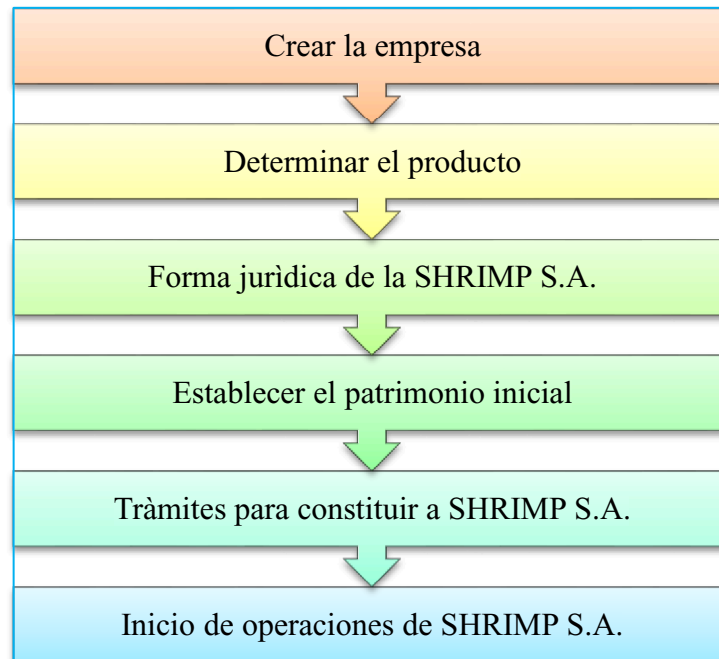 Crear la empresa
Determinar el producto
Forma jurìdica de la SHRIMP S.A.
Establecer el patrimonio inicial
Tràmites para constituir a SHRIMP S.A.
Inicio de operaciones de SHRIMP S.A.